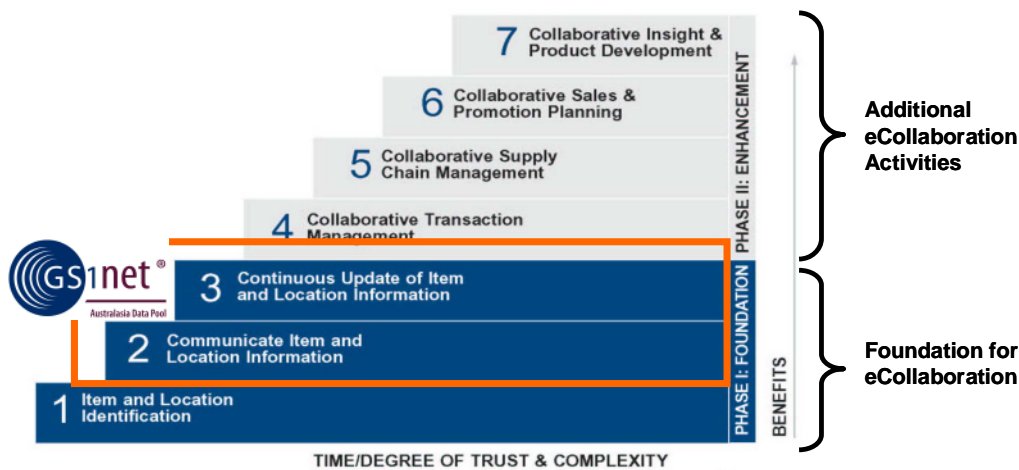 7 Collaborative Insight &
Product Development
6 Collaborative Sales &
Promotion Planning
5 Collaborative Supply
Chain Management
4 Collaborative Transaction
Management
3 Continuous Update of Item
and Location Information
2 Communicate Item and
Location Information
1 Item and Location
Identification
GS1net ®
Australasia Data Pool
PHASE II: ENHANCEMENT
PHASE I: FOUNDATION
BENEFITS
Additional
eCollaboration
Activities
Foundation for
eCollaboration
TIME/DEGREE OF TRUST & COMPLEXITY